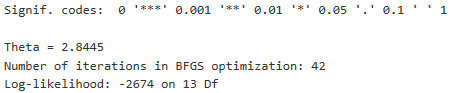 Signif. codes:  0 '***' 0.001 '**' 0.01 '*' 0.05 '.' 0.1 ' ' 1
Theta = 2.8445
Number of iterations in BFGS optimization: 42
Log-likelihood: -2674 on 13 Df